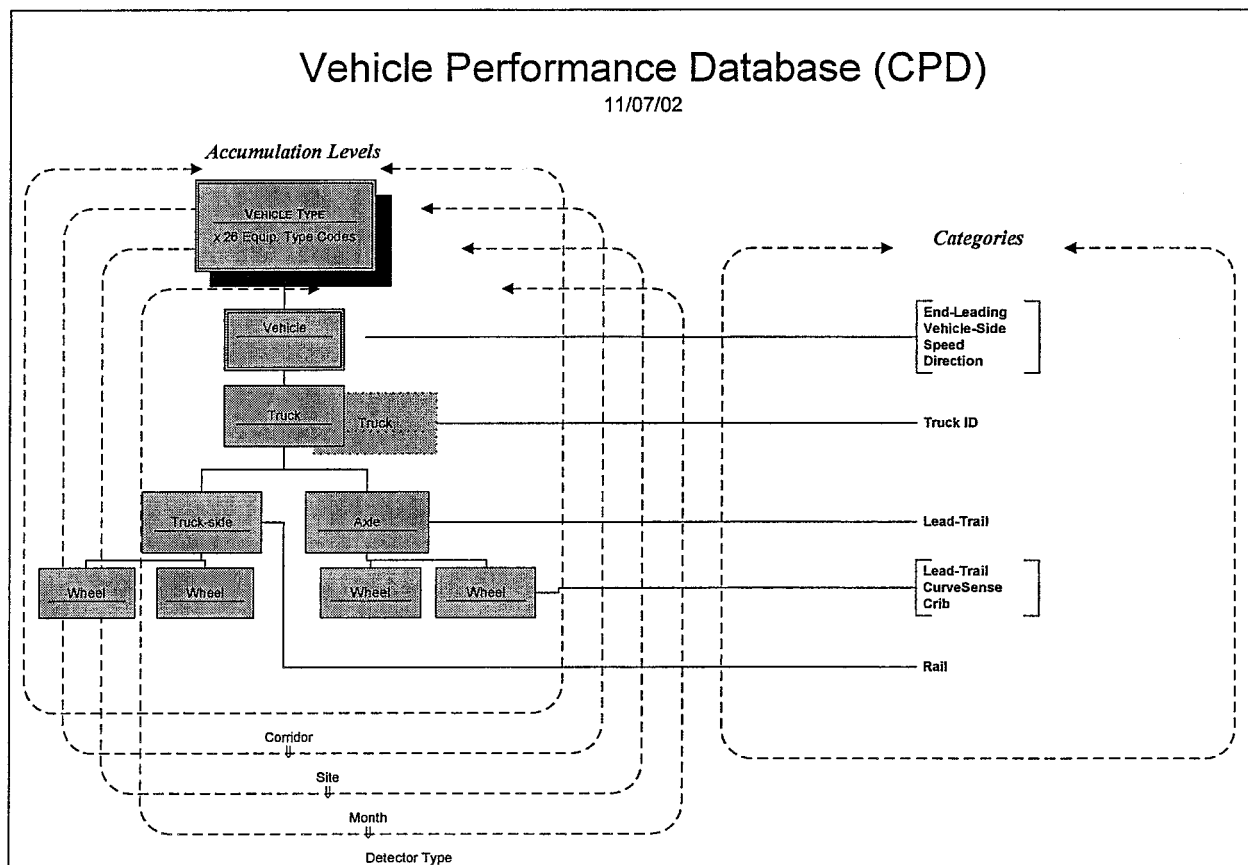 Vehicle Performance Database (CPD)
11/07/02
Accumulation Levels
VEHICLE TYPE
x 26 Equip. Type Codes
Categories
Vehicle
End-Leading
Vehicle-Side
Speed
Direction
Truck
Truck
Truck ID
Truck-side
Axle
Lead-Trail
Wheel
Wheel
Wheel
Wheel
Lead-Trail
CurveSense
Crib
Rail
Corridor
Site
Month
Detector Type